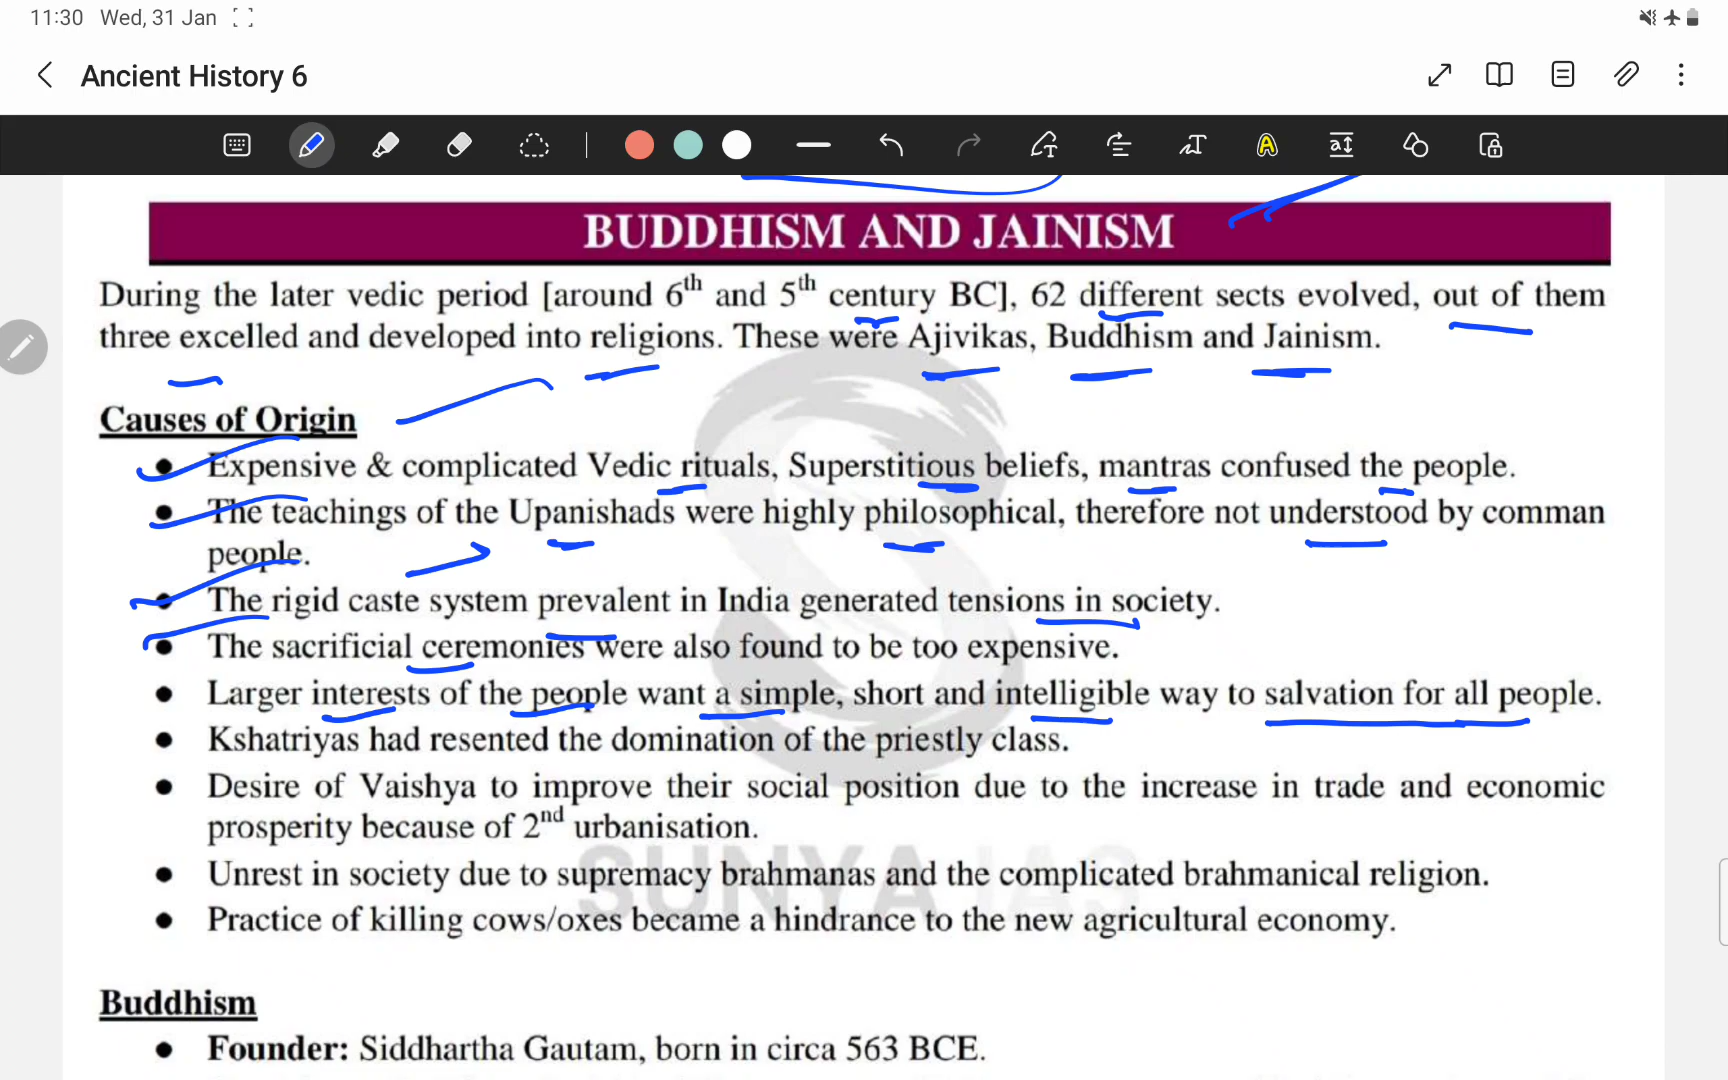 11:30 Wed, 31 Jan
Ancient History 6
BUDDHISM AND JAINISM
During the later vedic period [around 6th and 5th century BC], 62 different sects evolved, out of them
three excelled and developed into religions. These were Ajivikas, Buddhism and Jainism.
Causes of Origin
● Expensive & complicated Vedic rituals, Superstitious beliefs, mantras confused the people.
● The teachings of the Upanishads were highly philosophical, therefore not understood by comman
people.
● The rigid caste system prevalent in India generated tensions in society.
● The sacrificial ceremonies were also found to be too expensive.
● Larger interests of the people want a simple, short and intelligible way to salvation for all people.
● Kshatriyas had resented the domination of the priestly class.
● Desire of Vaishya to improve their social position due to the increase in trade and economic
prosperity because of 2nd urbanisation.
● Unrest in society due to supremacy brahmanas and the complicated brahmanical religion.
● Practice of killing cows/oxes became a hindrance to the new agricultural economy.
SUNYA IAS
Buddhism
● Founder: Siddhartha Gautam, born in circa 563 BCE.